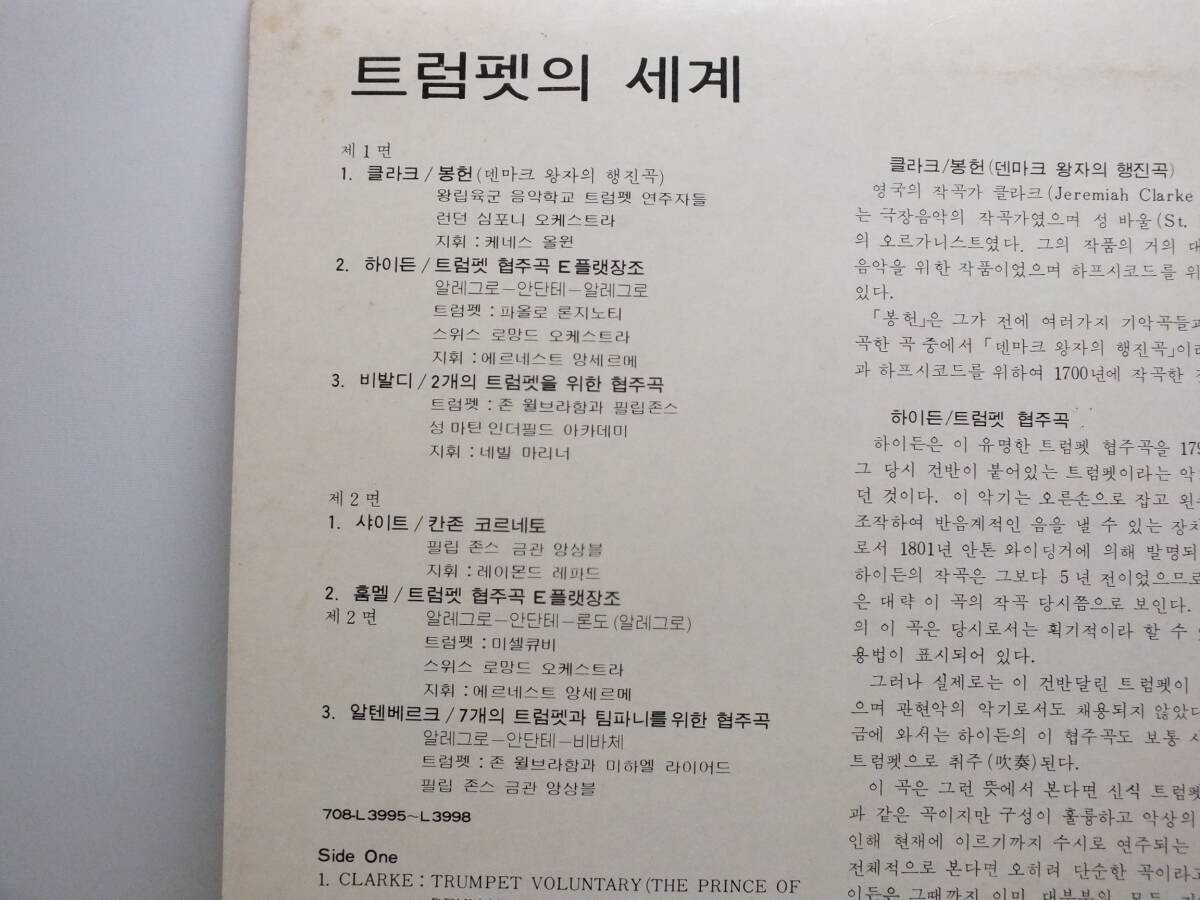 트럼펫의 세계
제 1 면
1. 클라크 / 봉헌 (덴마크 왕자의 행진곡)
왕립육군 음악학교 트럼펫 연주자들
런던 심포니 오케스트라
지휘 : 케네스 올윈
2. 하이든 / 트럼펫 협주곡 E플랫장조
알레그로－안단테－알레그로
트럼펫 : 파올로 론지노티
스위스 로망드 오케스트라
지휘 : 에르네스트 앙세르메
3. 비발디 / 2개의 트럼펫을 위한 협주곡
트럼펫 : 존 윌브라함과 필립존스
성 마틴 인더필드 아카데미
지휘 : 네빌 마리너
제 2 면
1. 샤이트 / 칸존 코르네토
필립 존스 금관 앙상블
지휘 : 레이몬드 레파드
2. 훔멜 / 트럼펫 협주곡 E플랫장조
제 2 면 알레그로－안단테－론도 (알레그로)
트럼펫 : 미셀큐비
스위스 로망드 오케스트라
지휘 : 에르네스트 앙세르메
3. 알텐베르크 / 7개의 트럼펫과 팀파니를 위한 협주곡
알레그로－안단테－비바체
트럼펫 : 존 윌브라함과 미하엘 라이어드
필립 존스 금관 앙상블
708-L3995~L3998
Side One
1. CLARKE : TRUMPET VOLUNTARY (THE PRINCE OF
클라크/봉헌 (덴마크 왕자의 행진곡)
영국의 작곡가 클라크(Jeremiah Clarke
는 극장음악의 작곡가였으며 성 바울(St.
의 오르가니스트였다. 그의 작품의 거의 대
음악을 위한 작품이었으며 하프시코드를 위
있다.
「봉헌」은 그가 전에 여러가지 기악곡들과
곡한 곡 중에서 「덴마크 왕자의 행진곡」이라
과 하프시코드를 위하여 1700년에 작곡한
하이든/트럼펫 협주곡
하이든은 이 유명한 트럼펫 협주곡을 179
그 당시 건반이 붙어있는 트럼펫이라는 악
던 것이다. 이 악기는 오른손으로 잡고 왼손
조작하여 반음계적인 음을 낼 수 있는 장치
로서 1801년 안톤 와이딩거에 의해 발명되
하이든의 작곡은 그보다 5년 전이었으므로
은 대략 이 곡의 작곡 당시쯤으로 보인다.
의 이 곡은 당시로서는 획기적이라 할 수
용법이 표시되어 있다.
그러나 실제로는 이 건반달린 트럼펫이
으며 관현악의 악기로서도 채용되지 않았다
금에 와서는 하이든의 이 협주곡도 보통 사
트럼펫으로 취주(吹奏)된다.
이 곡은 그런 뜻에서 본다면 신식 트럼펫
과 같은 곡이지만 구성이 훌륭하고 악상의
인해 현재에 이르기까지 수시로 연주되는
전체적으로 본다면 오히려 단순한 곡이라고
이든은 그때까지 이미 대부분의 모든